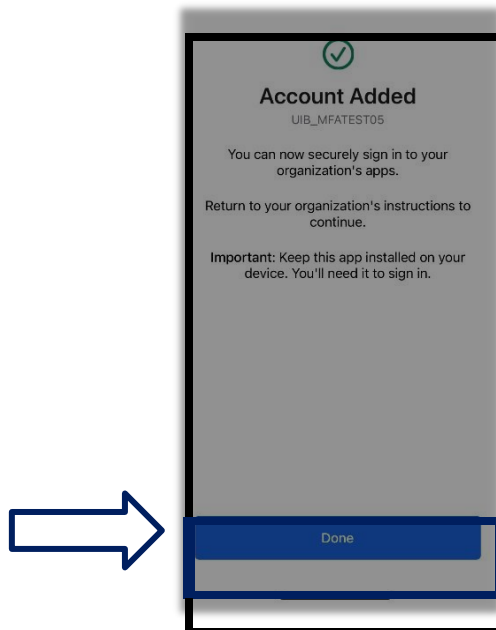 Account Added
UIB_MFATEST05
You can now securely sign in to your
organization's apps.
Return to your organization's instructions to
continue.
Important: Keep this app installed on your
device. You'll need it to sign in.
Done